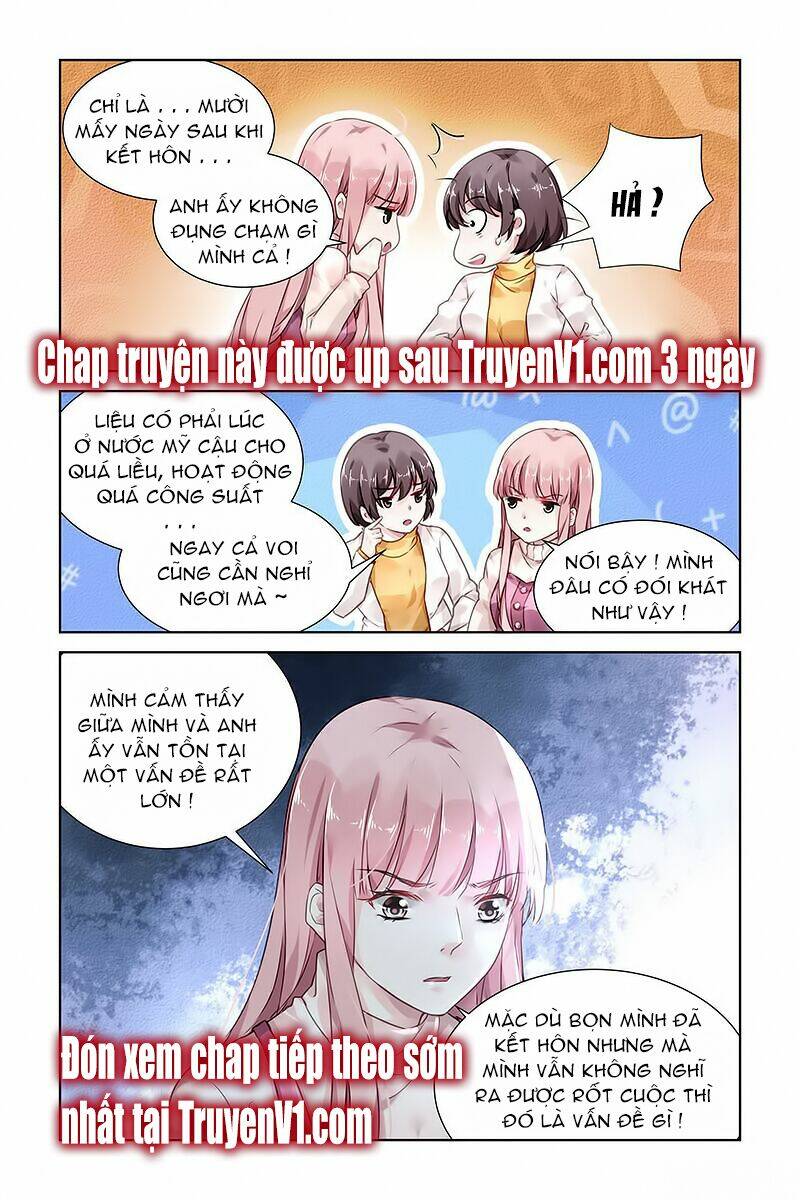 CHỈ LÀ . . . MƯỜI
MẤY NGÀY SAU KHI
KẾT HÔN . . .
ANH ẤY KHÔNG
ĐỤNG CHẠM GÌ
MÌNH CẢ !
HẢ ?
Chap truyện này được up sau TruyenV1.com 3 ngày
LIỆU CÓ PHẢI LÚC
Ở NƯỚC MỸ CẬU CHO
QUÁ LIỀU, HOẠT ĐỘNG
QUÁ CÔNG SUẤT
. . .
NGAY CẢ VOI
CŨNG CẦN NGHỈ
NGƠI MÀ ~
NÓI BẬY ! MÌNH
ĐÂU CÓ ĐÓI KHÁT
NHƯ VẬY !
MÌNH CẢM THẤY
GIỮA MÌNH VÀ ANH
ẤY VẪN TỒN TẠI
MỘT VẤN ĐỀ RẤT
LỚN !
MẶC DÙ BỌN MÌNH ĐÃ
KẾT HÔN NHƯNG MÀ
MÌNH VẪN KHÔNG NGHĨ
RA ĐƯỢC RỐT CUỘC THÌ
ĐÓ LÀ VẤN ĐỀ GÌ !
Đón xem chap tiếp theo sớm
nhất tại TruyenV1.com